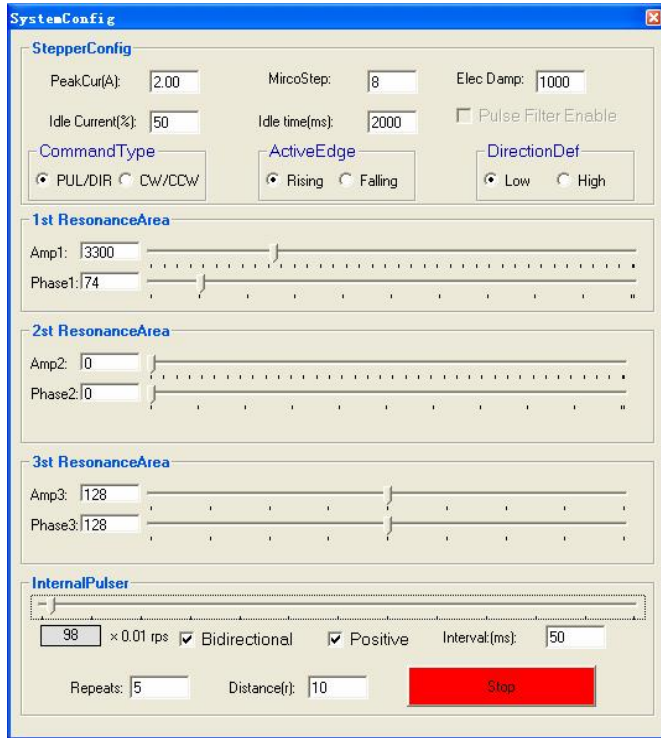 SystemConfig
StepperConfig
PeakCur(A): 2.00 MircoStep: 8 Elec Damp: 1000
Idle Current(%): 50 Idle time(ms): 2000 Pulse Filter Enable
CommandType ActiveEdge DirectionDef
PUL/DIR CW/CCW Rising Falling Low High
1st ResonanceArea
Amp1: 3300
Phase1: 74
2st ResonanceArea
Amp2: 0
Phase2: 0
3st ResonanceArea
Amp3: 128
Phase3: 128
InternalPulser
98 × 0.01 rps Bidirectional Positive Interval:(ms): 50
Repeats: 5 Distance(r): 10 Stop